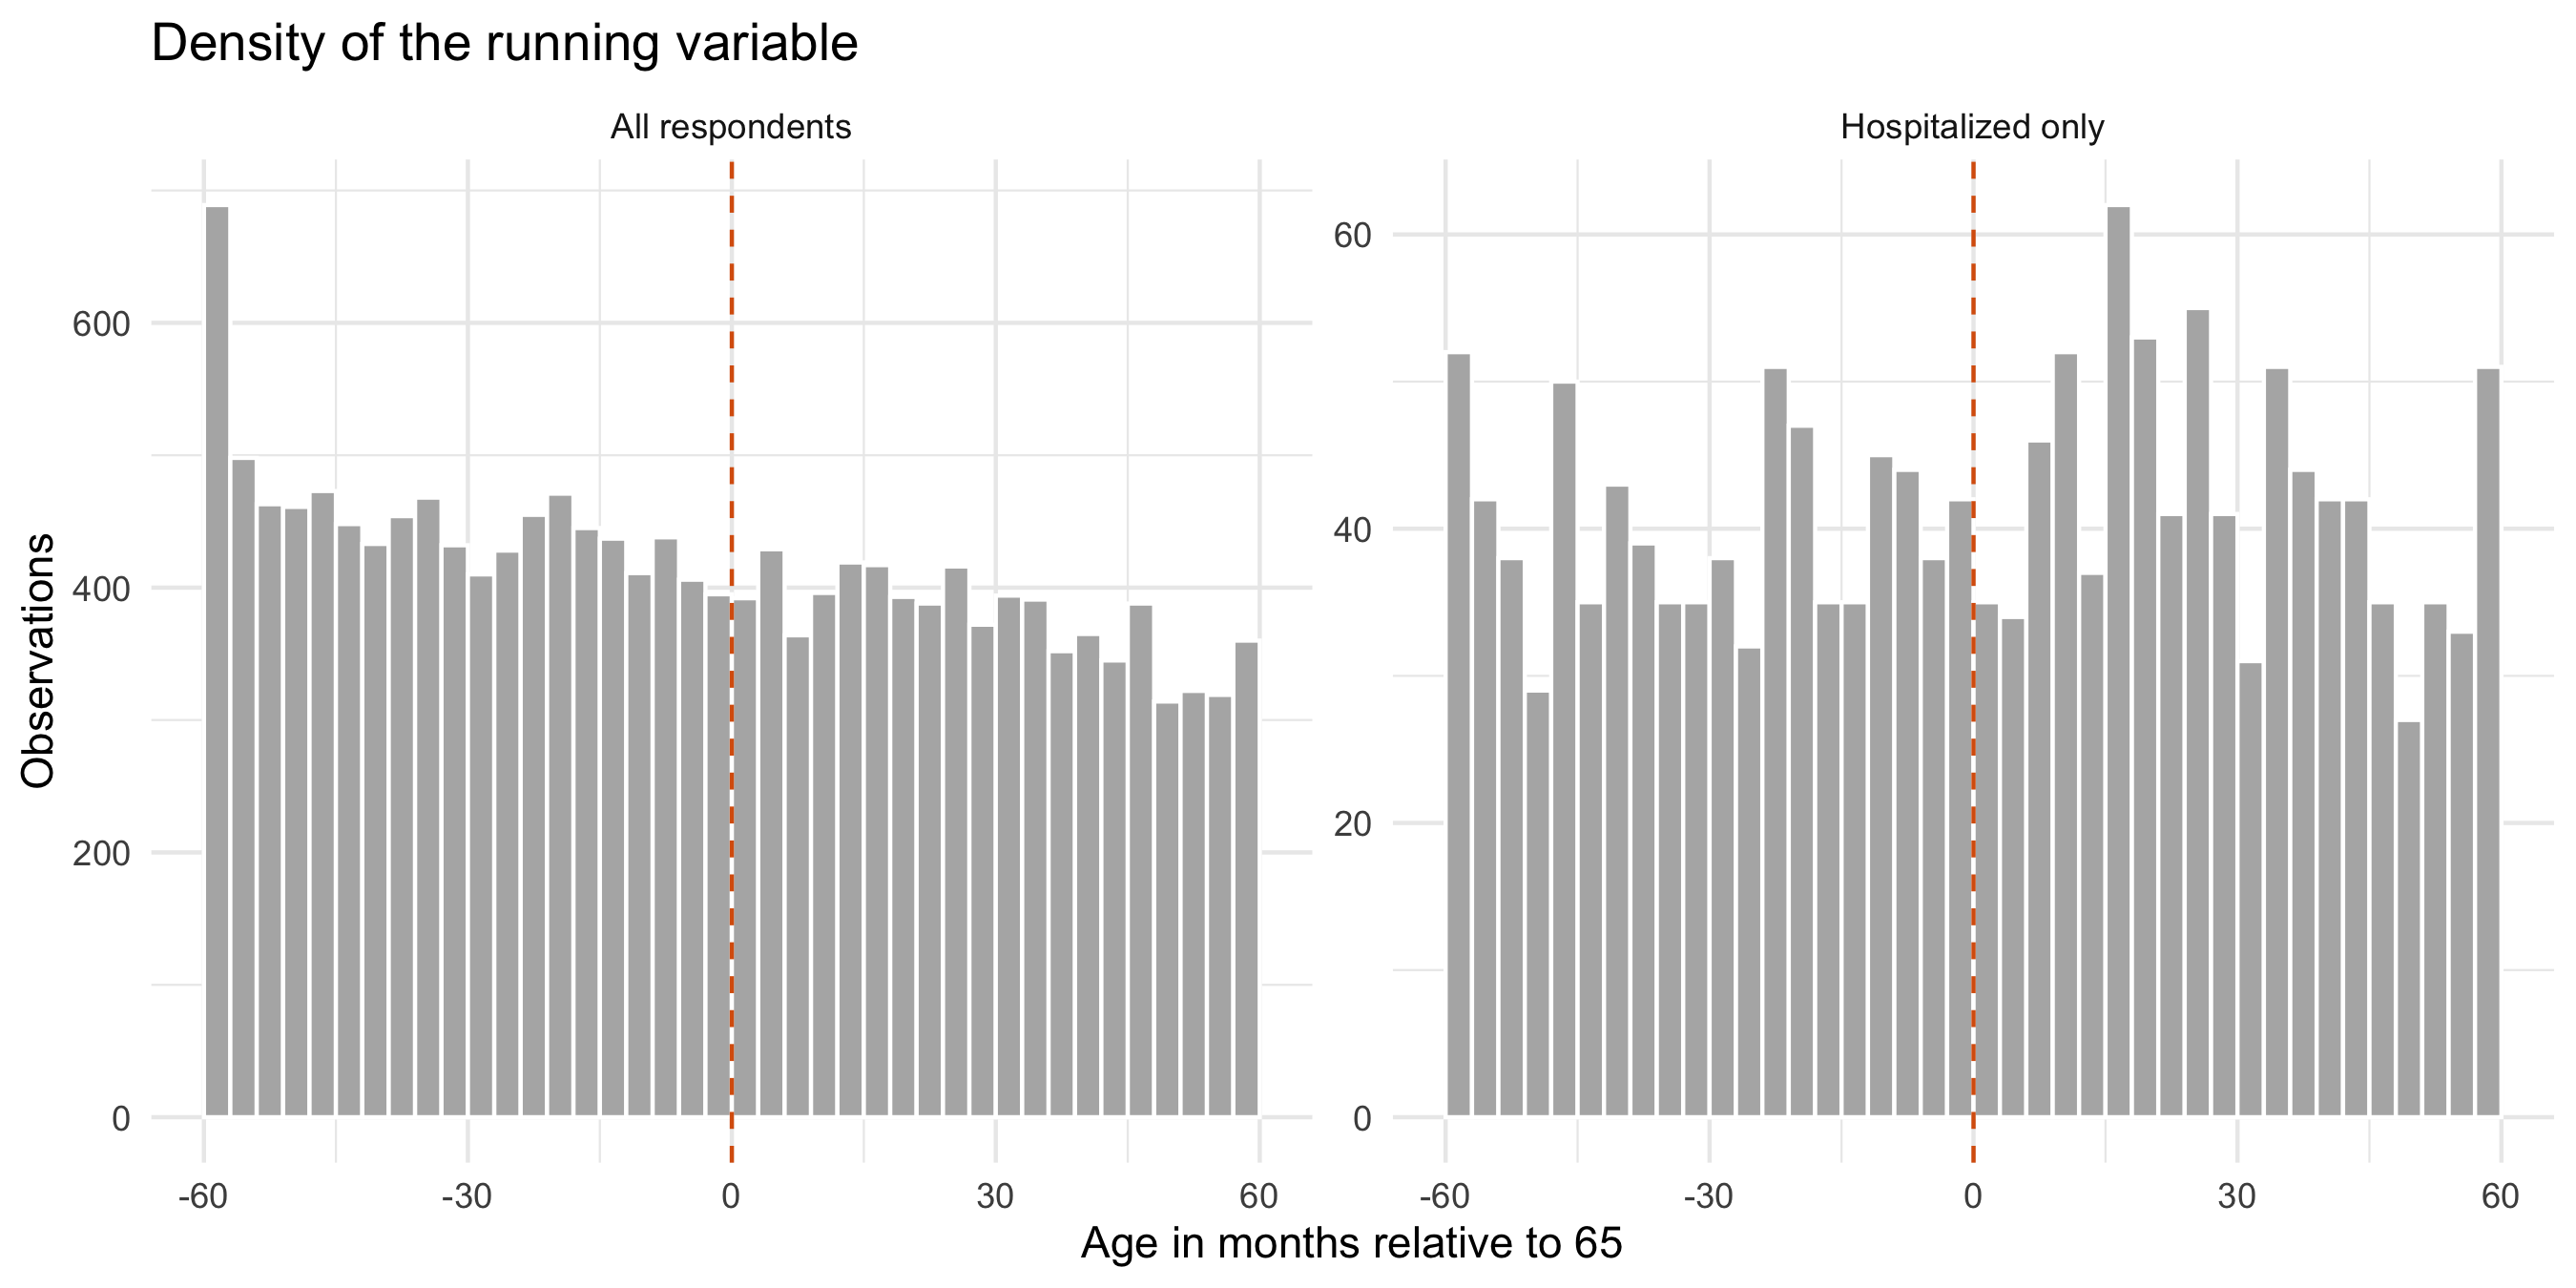 Density of the running variable
All respondents
Hospitalized only
Observations
600
400
200
0
60
40
20
0
-60 -30 0 30 60
-60 -30 0 30 60
Age in months relative to 65